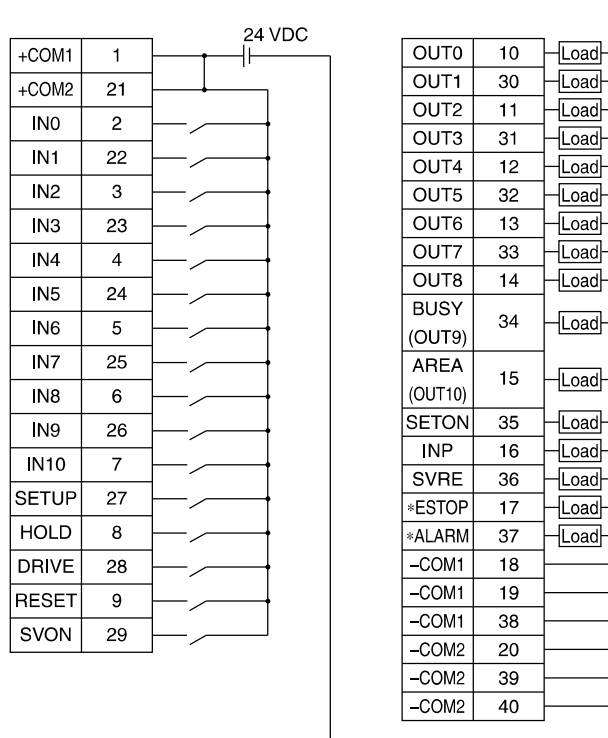 24 VDC
+COM1 1
+COM2 21
IN0 2
IN1 22
IN2 3
IN3 23
IN4 4
IN5 24
IN6 5
IN7 25
IN8 6
IN9 26
IN10 7
SETUP 27
HOLD 8
DRIVE 28
RESET 9
SVON 29
OUT0 10 Load
OUT1 30 Load
OUT2 11 Load
OUT3 31 Load
OUT4 12 Load
OUT5 32 Load
OUT6 13 Load
OUT7 33 Load
OUT8 14 Load
BUSY
(OUT9) 34 Load
AREA
(OUT10) 15 Load
SETON 35 Load
INP 16 Load
SVRE 36 Load
*ESTOP 17 Load
*ALARM 37 Load
−COM1 18
−COM1 19
−COM1 38
−COM2 20
−COM2 39
−COM2 40